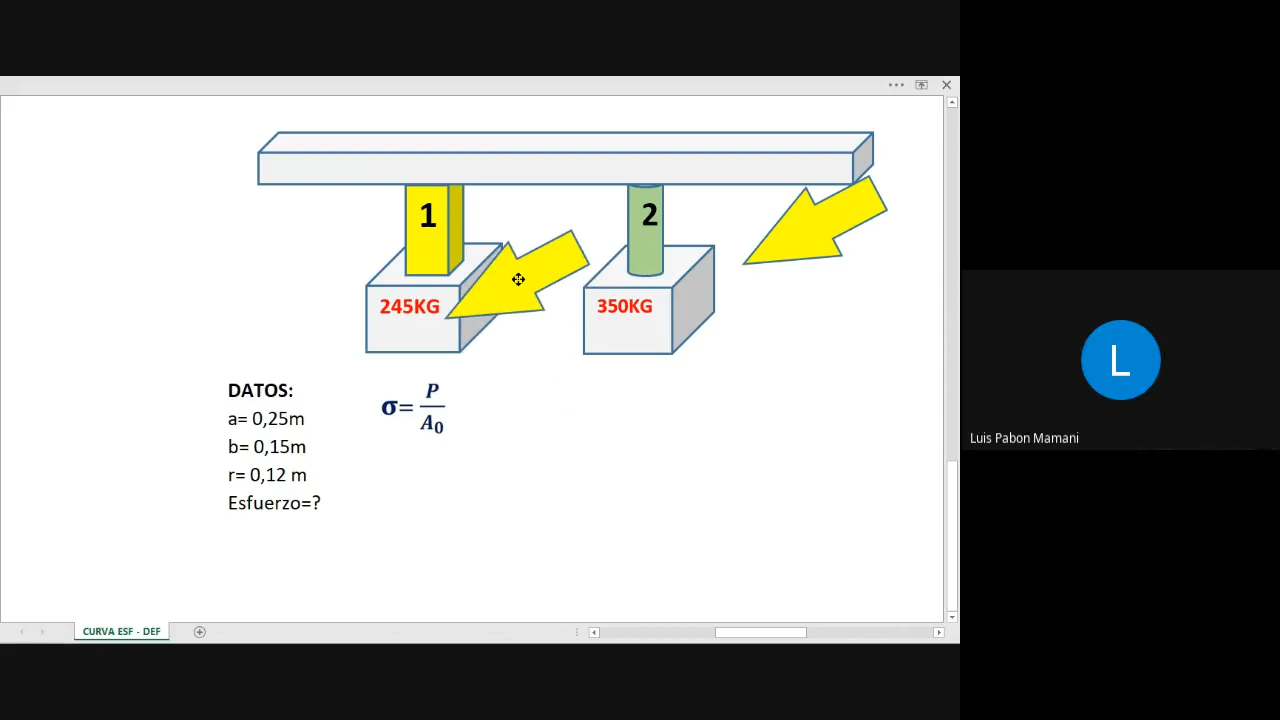 1
2
245KG
350KG
DATOS:
a= 0,25m
b= 0,15m
r= 0,12 m
Esfuerzo=?
σ= P
A0
Luis Pabon Mamani
L
CURVA ESF - DEF